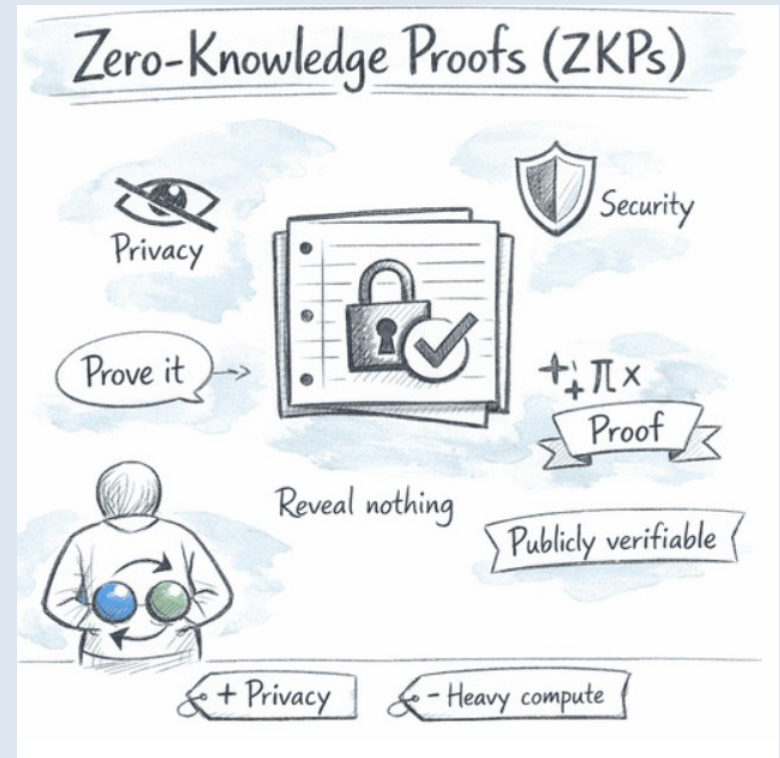 Zero-Knowledge Proofs (ZKPs)
Privacy
Security
Prove it
+ + π x
Proof
Reveal nothing
Publicly verifiable
+ Privacy
- Heavy compute